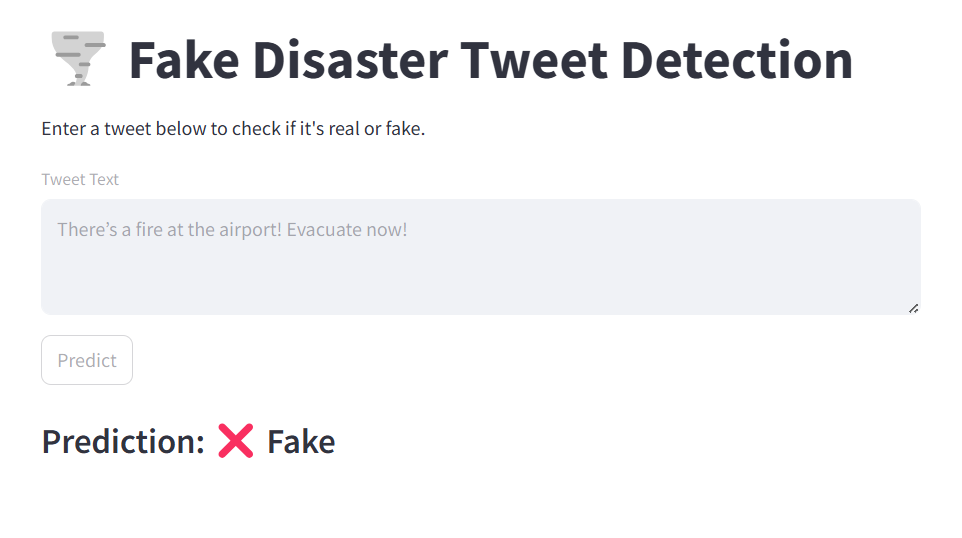 Fake Disaster Tweet Detection
Enter a tweet below to check if it's real or fake.
Tweet Text
There’s a fire at the airport! Evacuate now!
Predict
Prediction: ❌ Fake